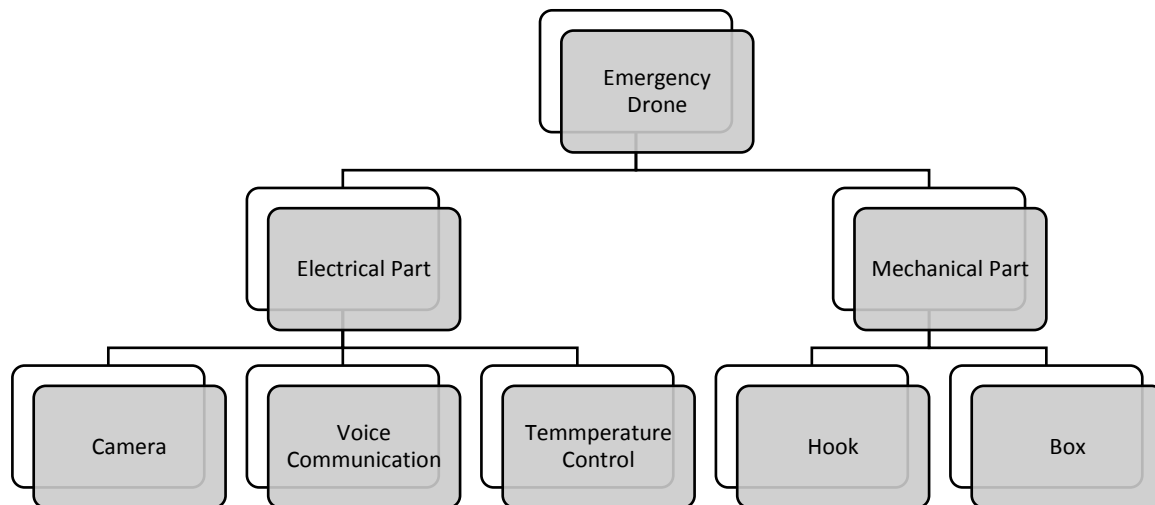 Emergency
Drone
Electrical Part
Mechanical Part
Camera
Voice
Communication
Temmperature
Control
Hook
Box